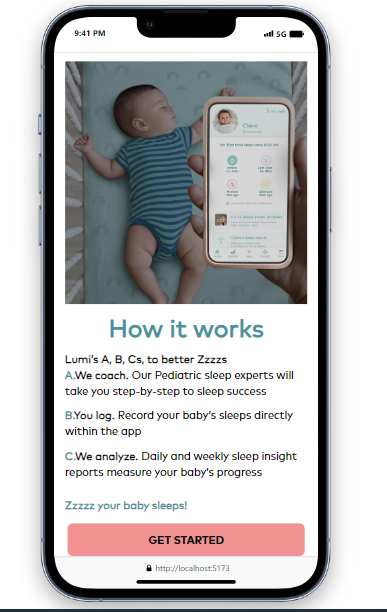 9:41 PM
5G
Claire
How it works
Lumi's A, B, Cs, to better Zzzzs
A.We coach. Our Pediatric sleep experts will
take you step-by-step to sleep success
B.You log. Record your baby's sleeps directly
within the app
C.We analyze. Daily and weekly sleep insight
reports measure your baby's progress
Zzzzz your baby sleeps!
GET STARTED
http://localhost:5173